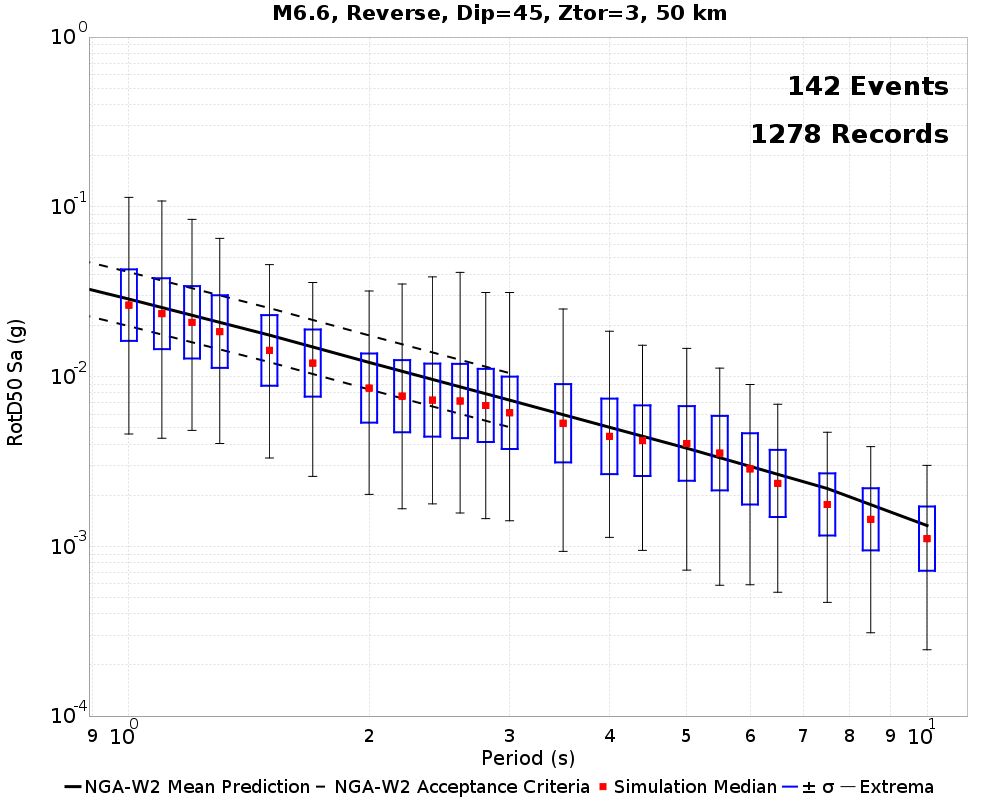 M6.6, Reverse, Dip=45, Ztor=3, 50 km
142 Events
1278 Records
RotD50 Sa (g)
10^0
10^-1
10^-2
10^-3
10^-4
9 10^0 2 3 4 5 6 7 8 9 10^1
Period (s)
NGA-W2 Mean Prediction NGA-W2 Acceptance Criteria Simulation Median ± σ Extrema